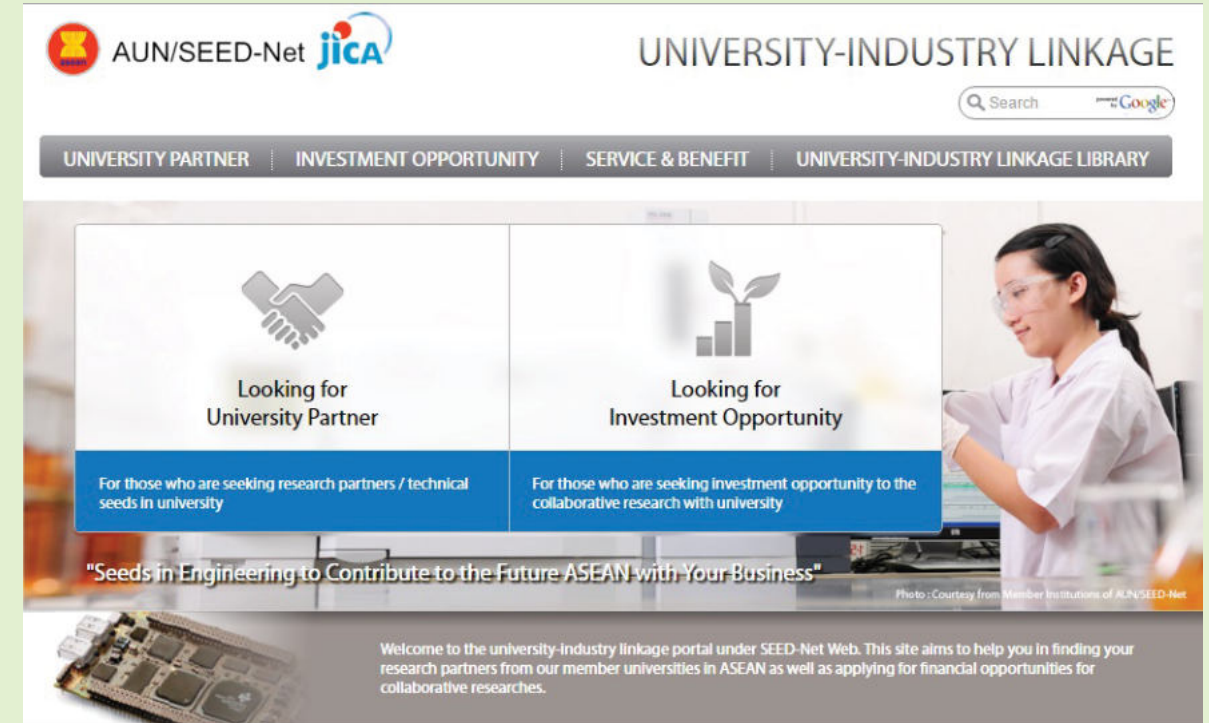 asean
AUN/SEED-Net jica
UNIVERSITY-INDUSTRY LINKAGE
Search powered by Google
UNIVERSITY PARTNER INVESTMENT OPPORTUNITY SERVICE & BENEFIT UNIVERSITY-INDUSTRY LINKAGE LIBRARY
Looking for
University Partner
For those who are seeking research partners / technical
seeds in university
Looking for
Investment Opportunity
For those who are seeking investment opportunity to the
collaborative research with university
"Seeds in Engineering to Contribute to the Future ASEAN with Your Business"
Photo : Courtesy from Member Institutions of AUN/SEED-Net
Welcome to the university-industry linkage portal under SEED-Net Web. This site aims to help you in finding your
research partners from our member universities in ASEAN as well as applying for financial opportunities for
collaborative researches.